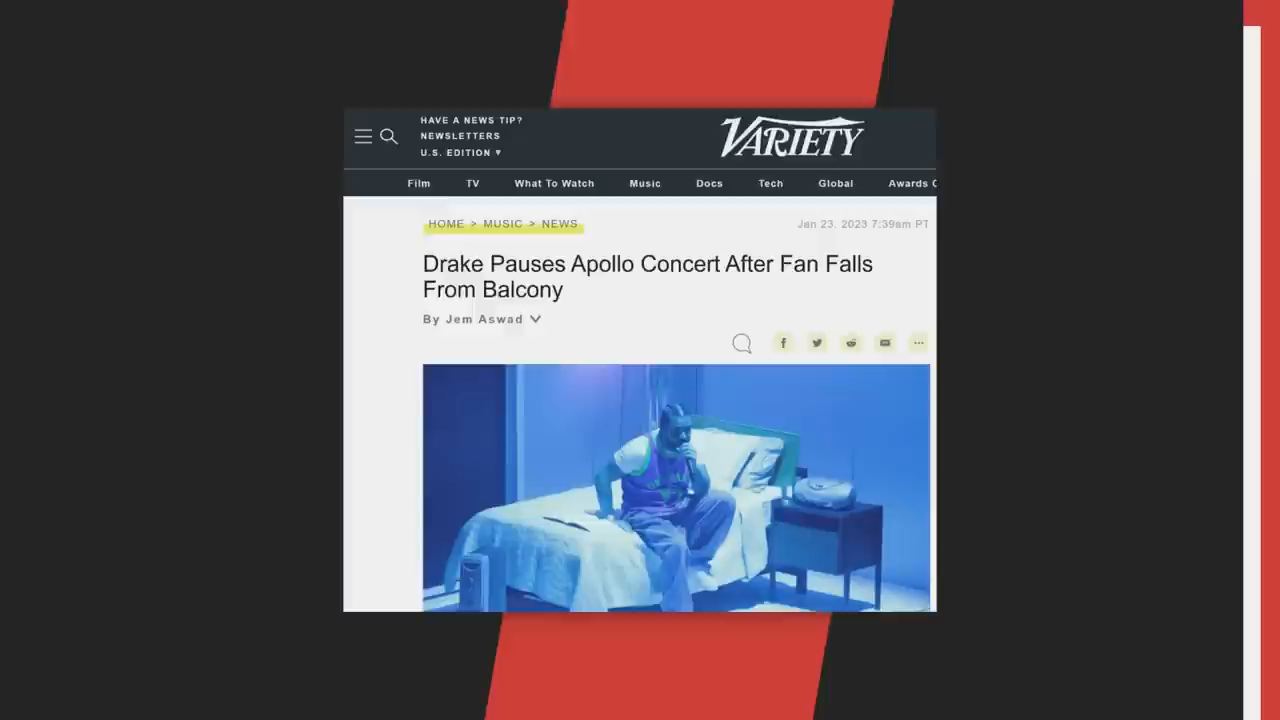 HAVE A NEWS TIP?
NEWSLETTERS
U.S. EDITION ▾
VARIETY
Film TV What To Watch Music Docs Tech Global Awards C
HOME > MUSIC > NEWS Jan 23, 2023 7:39am PT
Drake Pauses Apollo Concert After Fan Falls
From Balcony
By Jem Aswad